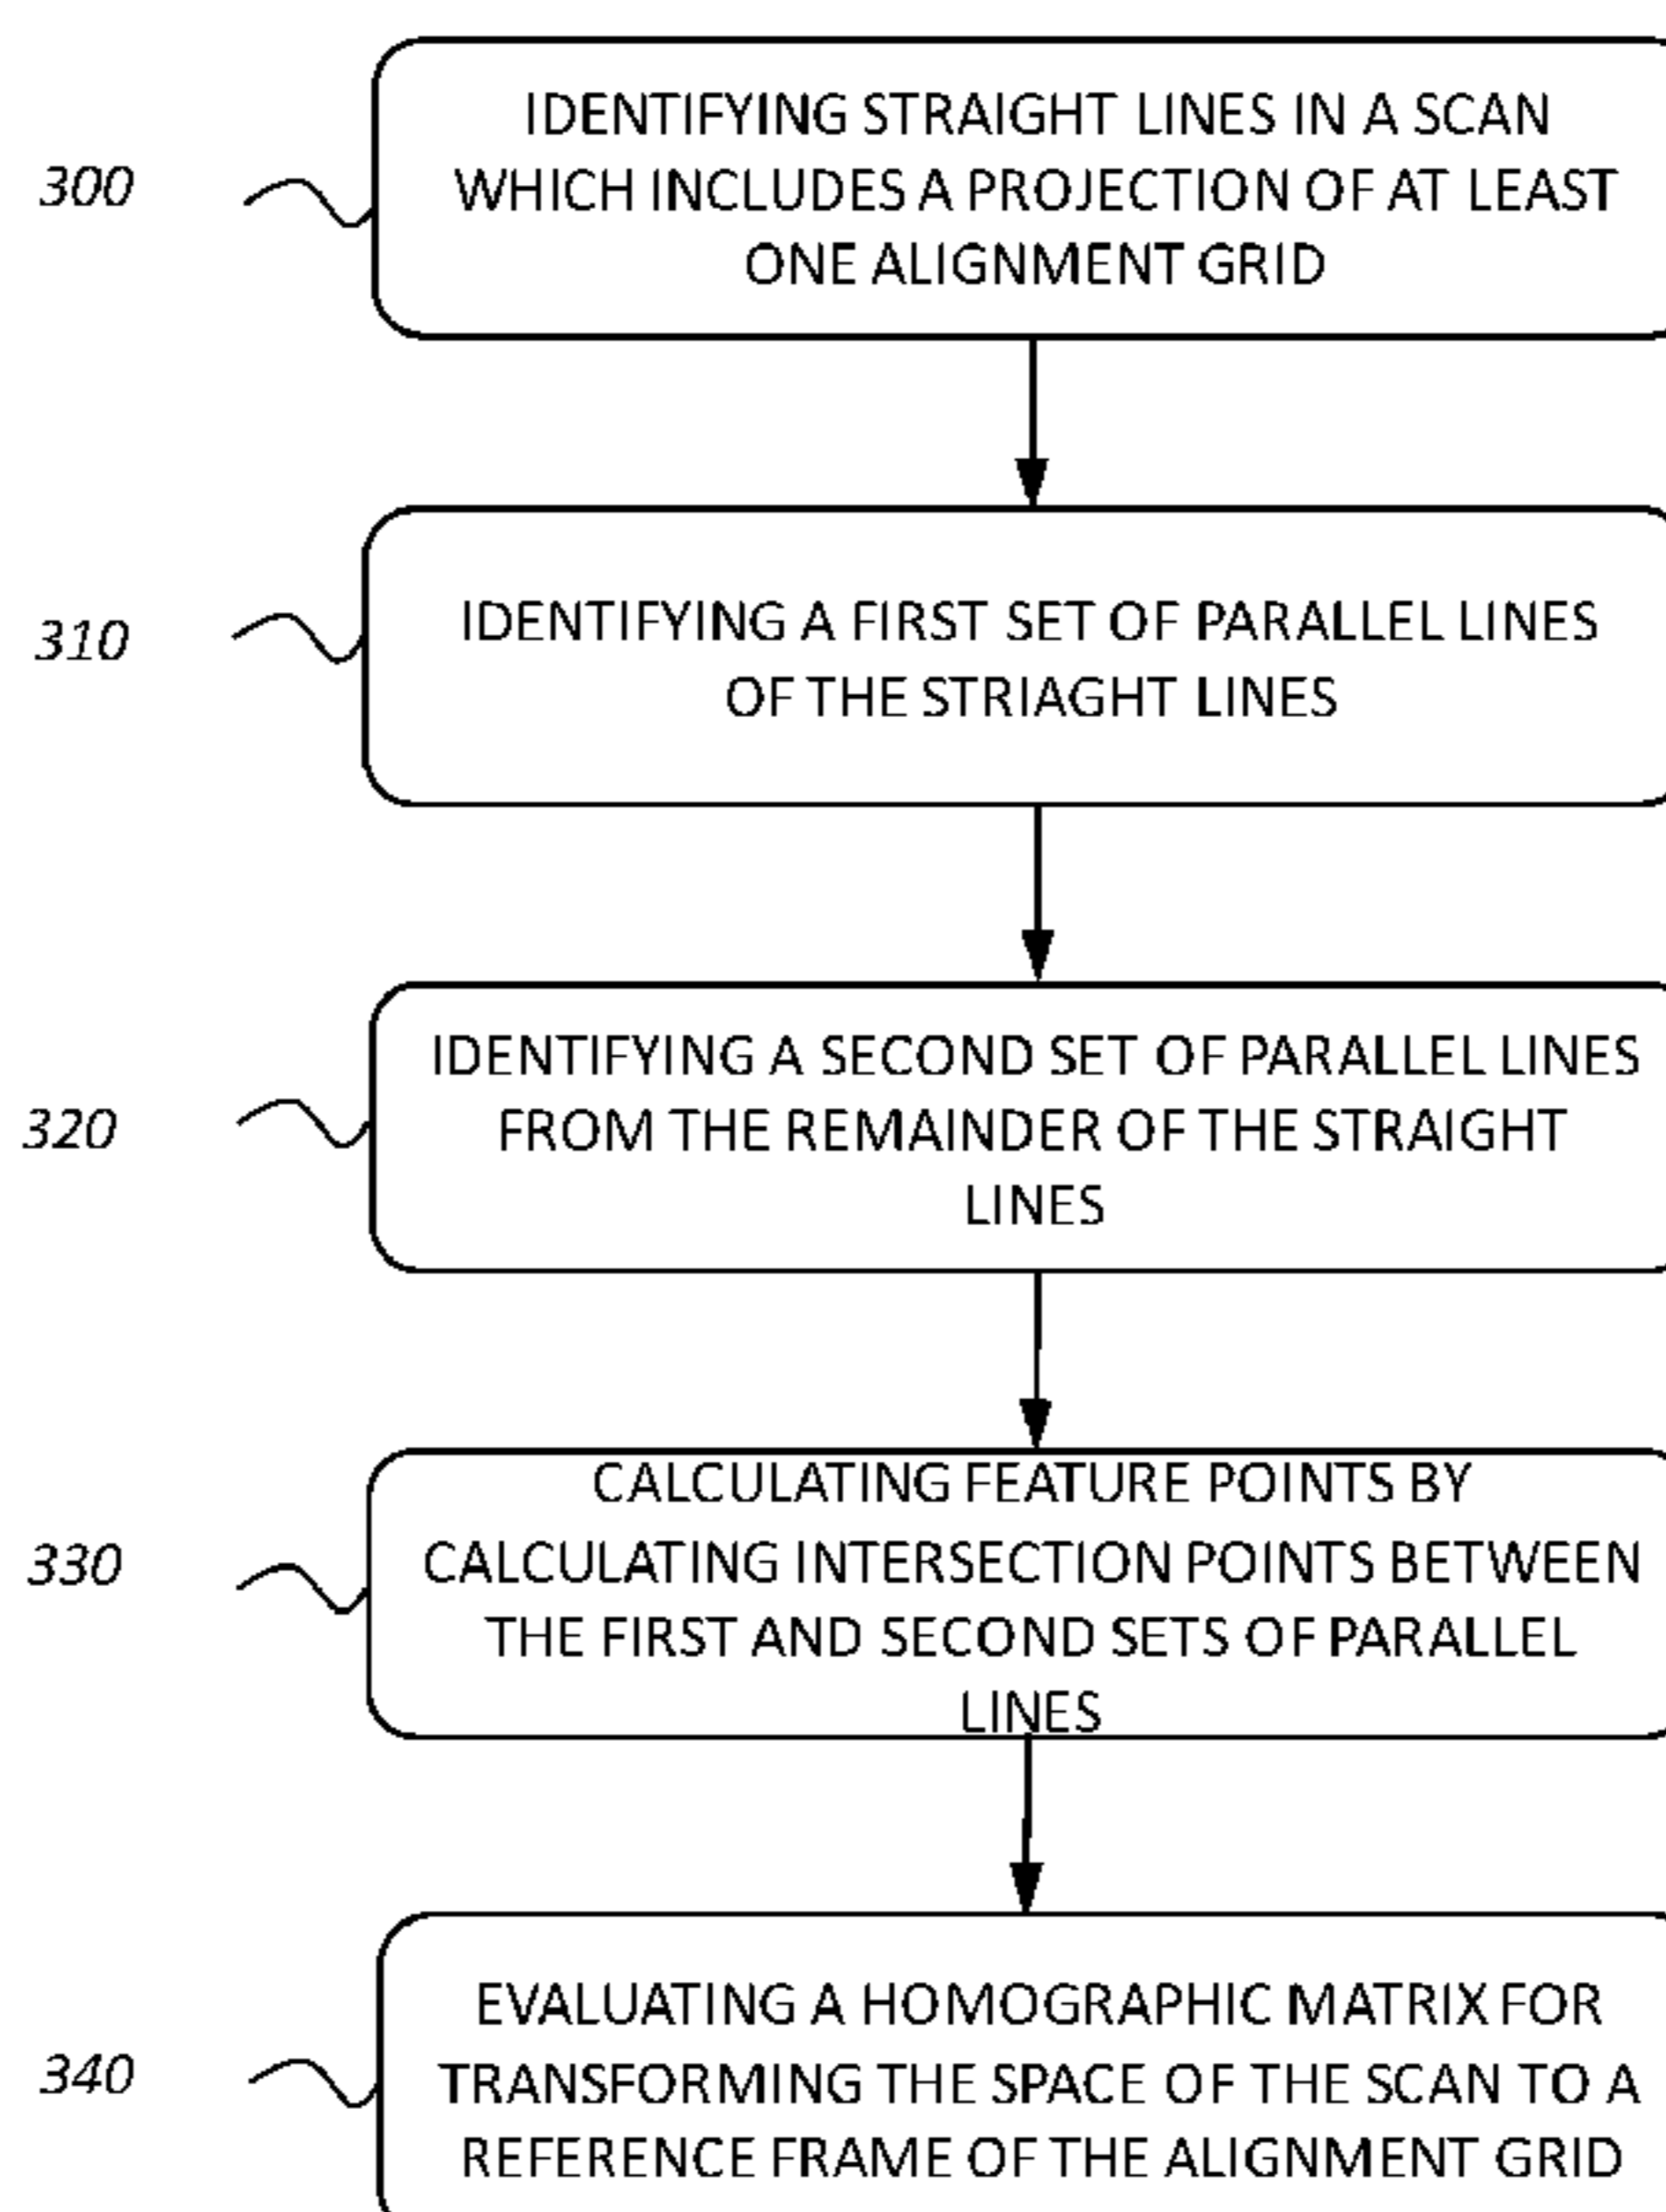 300
IDENTIFYING STRAIGHT LINES IN A SCAN
WHICH INCLUDES A PROJECTION OF AT LEAST
ONE ALIGNMENT GRID
310
IDENTIFYING A FIRST SET OF PARALLEL LINES
OF THE STRIAGHT LINES
320
IDENTIFYING A SECOND SET OF PARALLEL LINES
FROM THE REMAINDER OF THE STRAIGHT
LINES
330
CALCULATING FEATURE POINTS BY
CALCULATING INTERSECTION POINTS BETWEEN
THE FIRST AND SECOND SETS OF PARALLEL
LINES
340
EVALUATING A HOMOGRAPHIC MATRIX FOR
TRANSFORMING THE SPACE OF THE SCAN TO A
REFERENCE FRAME OF THE ALIGNMENT GRID